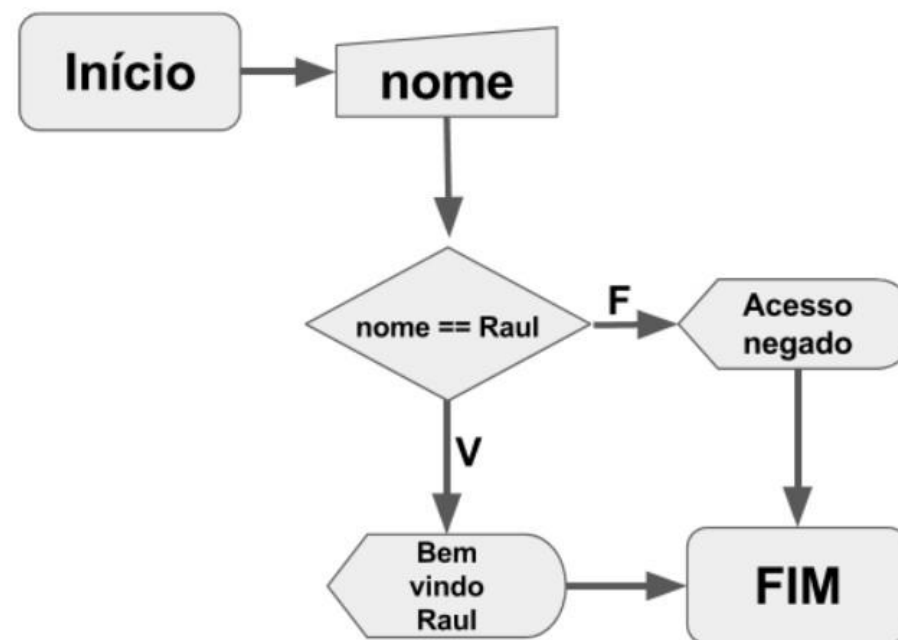 Início
nome
nome == Raul
F
Acesso
negado
V
Bem
vindo
Raul
FIM